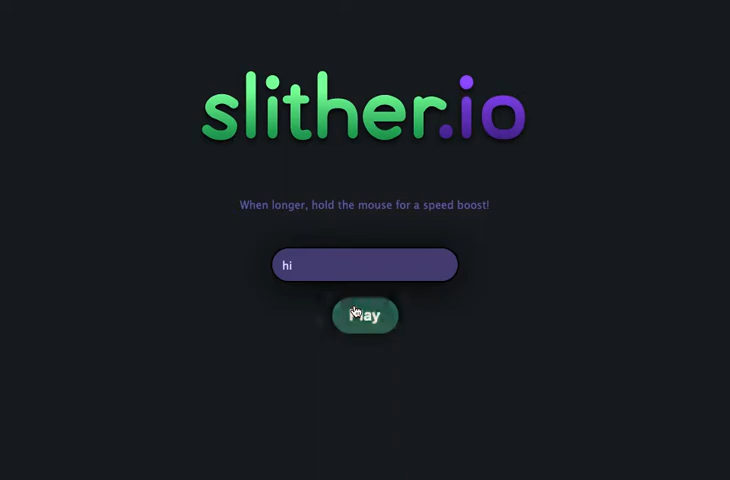 slither.io
When longer, hold the mouse for a speed boost!
hi
Play